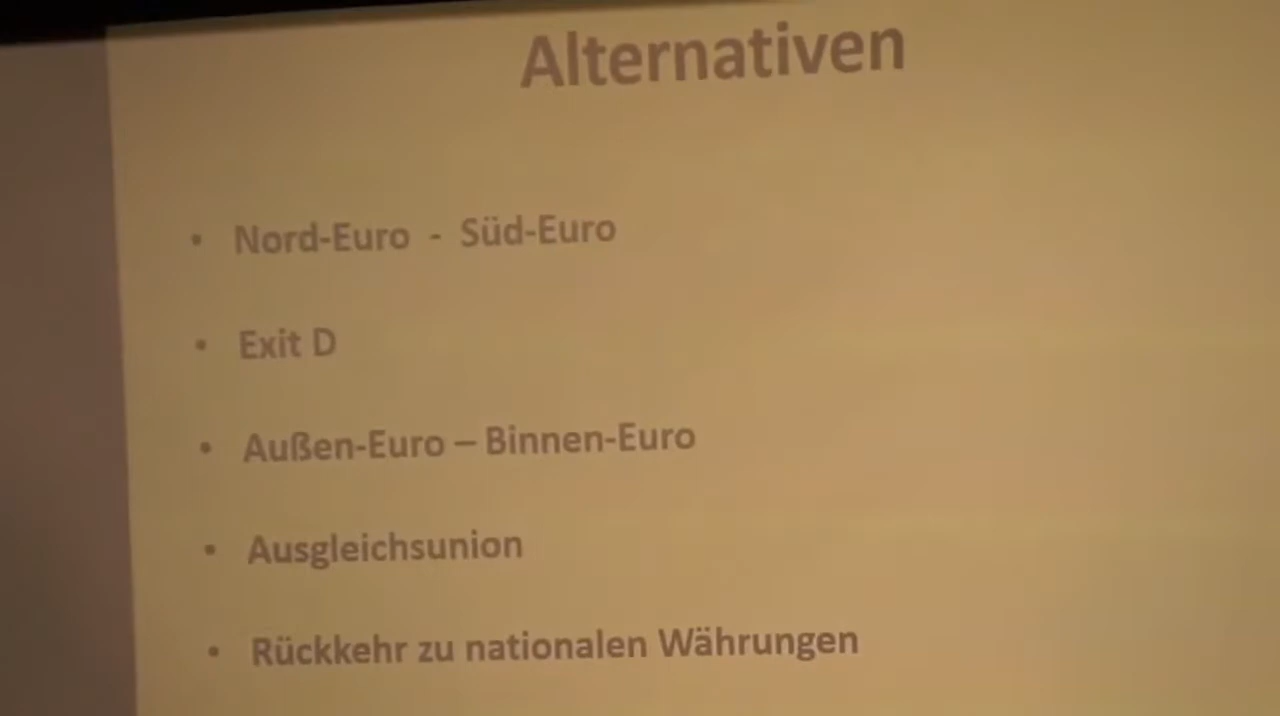 Alternativen
• Nord-Euro - Süd-Euro
• Exit D
• Außen-Euro – Binnen-Euro
• Ausgleichsunion
• Rückkehr zu nationalen Währungen